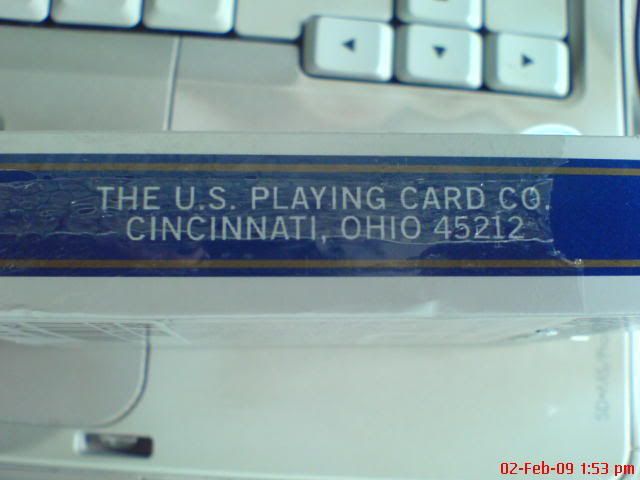 THE U.S. PLAYING CARD CO.
CINCINNATI, OHIO 45212
02-Feb-09 1:53 pm